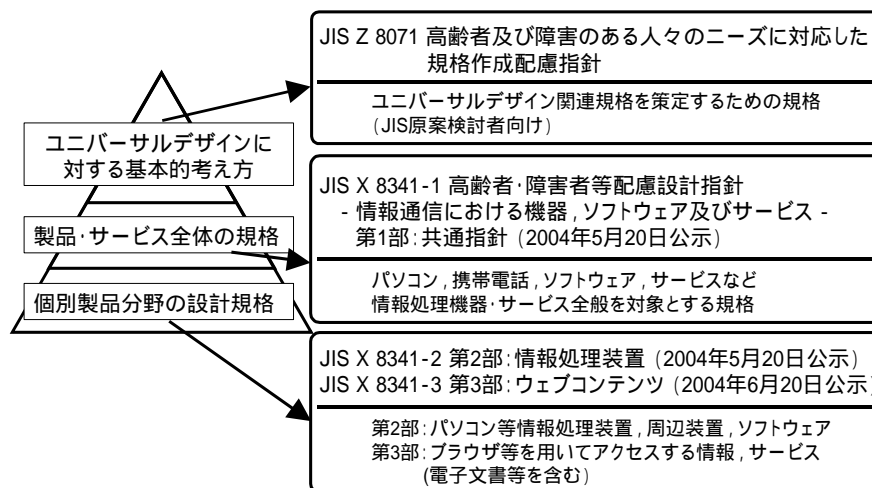 ユニバーサルデザインに
対する基本的考え方
製品･サービス全体の規格
個別製品分野の設計規格
JIS Z 8071 高齢者及び障害のある人々のニーズに対応した
規格作成配慮指針
ユニバーサルデザイン関連規格を策定するための規格
(JIS原案検討者向け)
JIS X 8341-1 高齢者･障害者等配慮設計指針
- 情報通信における機器，ソフトウェア及びサービス -
第1部：共通指針（2004年5月20日公示）
パソコン，携帯電話，ソフトウェア，サービスなど
情報処理機器･サービス全般を対象とする規格
JIS X 8341-2 第2部：情報処理装置（2004年5月20日公示）
JIS X 8341-3 第3部：ウェブコンテンツ（2004年6月20日公示）
第2部：パソコン等情報処理装置，周辺装置，ソフトウェア
第3部：ブラウザ等を用いてアクセスする情報，サービス
(電子文書等を含む)